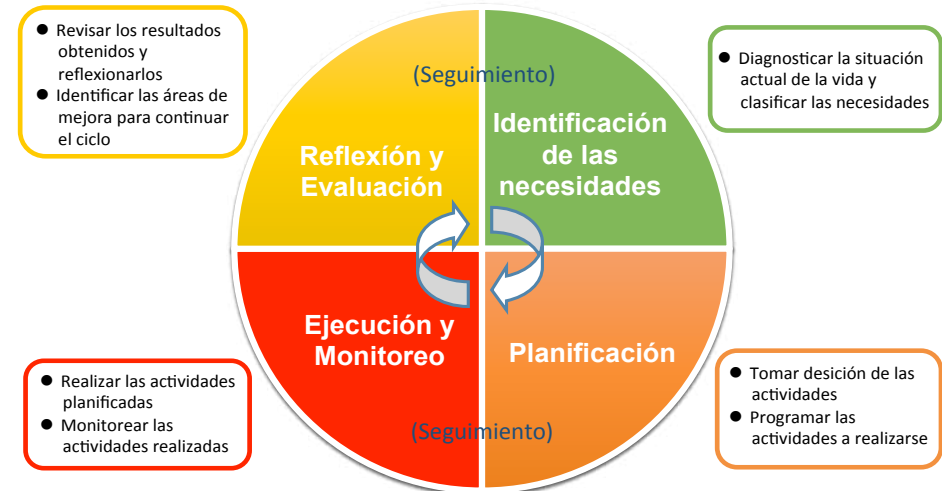 ● Revisar los resultados
obtenidos y
reflexionarlos
● Identificar las áreas de
mejora para continuar
el ciclo
(Seguimiento)
● Diagnosticar la situación
actual de la vida y
clasificar las necesidades
Reflexíón y
Evaluación
Identificación
de las
necesidades
Ejecución y
Monitoreo
Planificación
● Realizar las actividades
planificadas
● Monitorear las
actividades realizadas
(Seguimiento)
● Tomar desición de las
actividades
● Programar las
actividades a realizarse